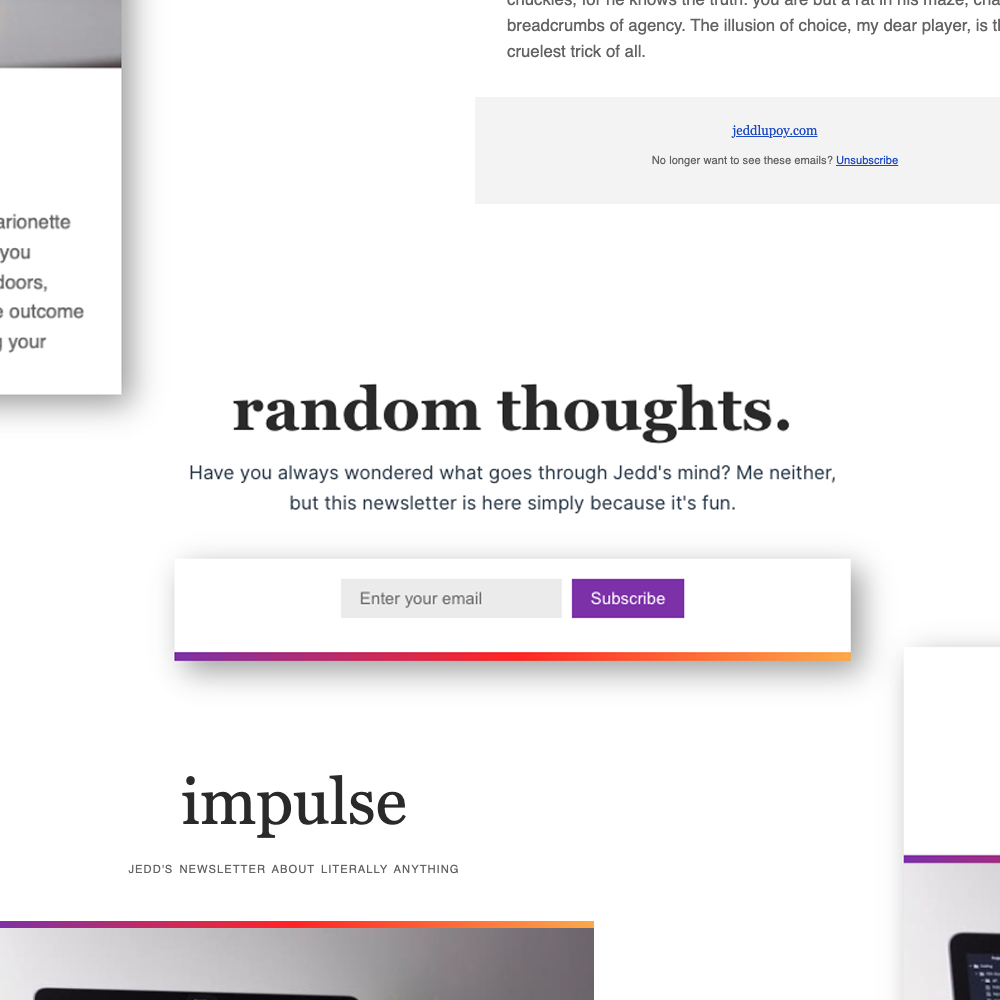 breadcrumbs of agency. The illusion of choice, my dear player, is
cruelest trick of all.
jeddlupoy.com
No longer want to see these emails? Unsubscribe
you
doors,
outcome
your
random thoughts.
Have you always wondered what goes through Jedd's mind? Me neither,
but this newsletter is here simply because it's fun.
Enter your email
Subscribe
impulse
JEDD'S NEWSLETTER ABOUT LITERALLY ANYTHING